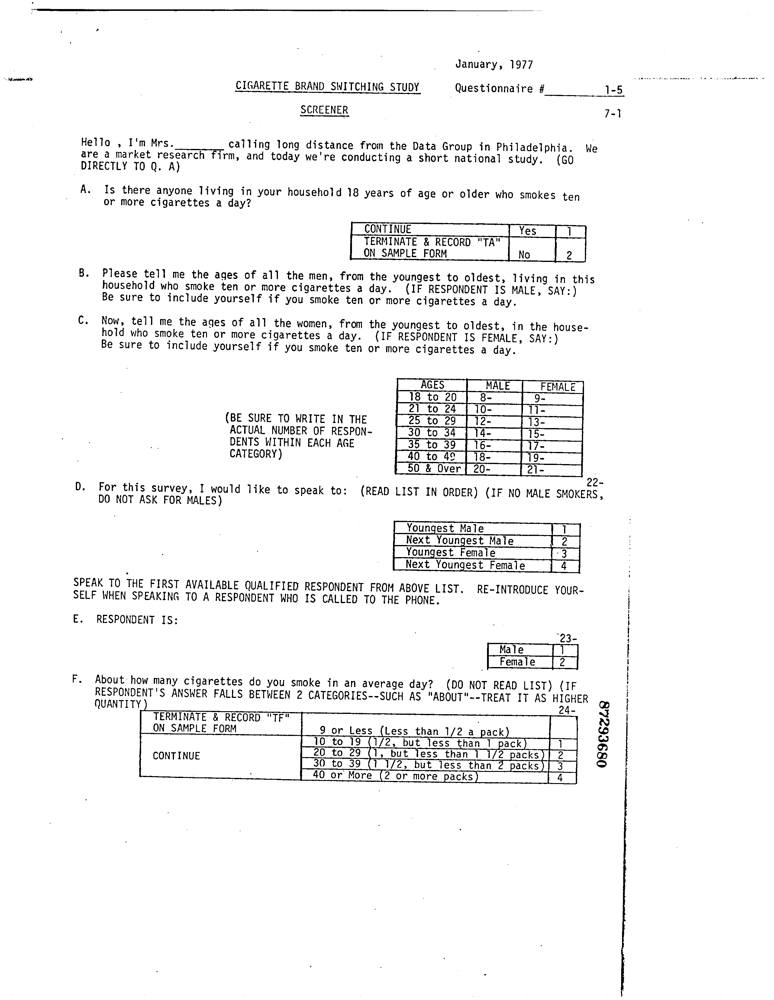 January, 1977
CIGARETTE BRAND SWITCHING STUDY Questionnaire #________ 1-5
SCREENER 7-1
Hello , I'm Mrs._______ calling long distance from the Data Group in Philadelphia. We
are a market research firm, and today we're conducting a short national study. (GO
DIRECTLY TO Q. A)
A. Is there anyone living in your household 18 years of age or older who smokes ten
or more cigarettes a day?
CONTINUE Yes 1
TERMINATE & RECORD "TA"
ON SAMPLE FORM No 2
B. Please tell me the ages of all the men, from the youngest to oldest, living in this
household who smoke ten or more cigarettes a day. (IF RESPONDENT IS MALE, SAY:)
Be sure to include yourself if you smoke ten or more cigarettes a day.
C. Now, tell me the ages of all the women, from the youngest to oldest, in the house-
hold who smoke ten or more cigarettes a day. (IF RESPONDENT IS FEMALE, SAY:)
Be sure to include yourself if you smoke ten or more cigarettes a day.
(BE SURE TO WRITE IN THE
ACTUAL NUMBER OF RESPON-
DENTS WITHIN EACH AGE
CATEGORY)
AGES MALE FEMALE
18 to 20 8- 9-
21 to 24 10- 11-
25 to 29 12- 13-
30 to 34 14- 15-
35 to 39 16- 17-
40 to 49 18- 19-
50 & Over 20- 21-
22-
D. For this survey, I would like to speak to: (READ LIST IN ORDER) (IF NO MALE SMOKERS,
DO NOT ASK FOR MALES)
Youngest Male 1
Next Youngest Male 2
Youngest Female 3
Next Youngest Female 4
SPEAK TO THE FIRST AVAILABLE QUALIFIED RESPONDENT FROM ABOVE LIST. RE-INTRODUCE YOUR-
SELF WHEN SPEAKING TO A RESPONDENT WHO IS CALLED TO THE PHONE.
E. RESPONDENT IS:
23-
Male 1
Female 2
F. About how many cigarettes do you smoke in an average day? (DO NOT READ LIST) (IF
RESPONDENT'S ANSWER FALLS BETWEEN 2 CATEGORIES--SUCH AS "ABOUT"--TREAT IT AS HIGHER
QUANTITY) 24-
TERMINATE & RECORD "TF"
ON SAMPLE FORM 9 or Less (Less than 1/2 a pack)
10 to 19 (1/2, but less than 1 pack) 1
CONTINUE 20 to 29 (1, but less than 1 1/2 packs) 2
30 to 39 (1 1/2, but less than 2 packs) 3
40 or More (2 or more packs) 4
87293680